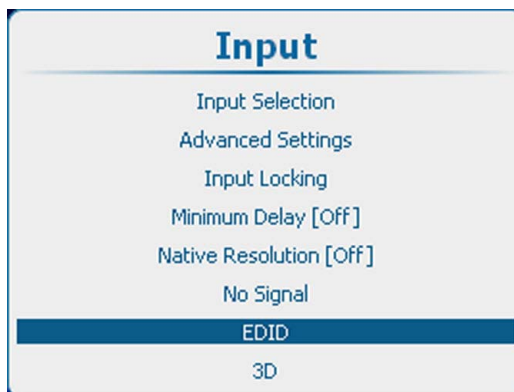 Input
Input Selection
Advanced Settings
Input Locking
Minimum Delay [Off]
Native Resolution [Off]
No Signal
EDID
3D